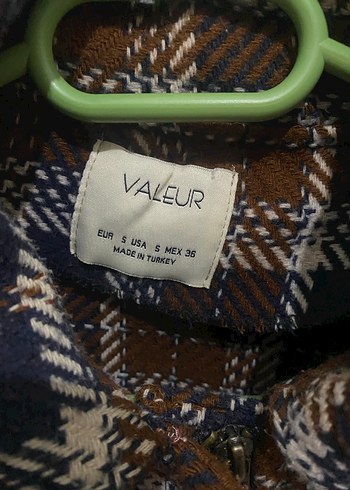 VALEUR
EUR S USA S MEX 36
MADE IN TURKEY